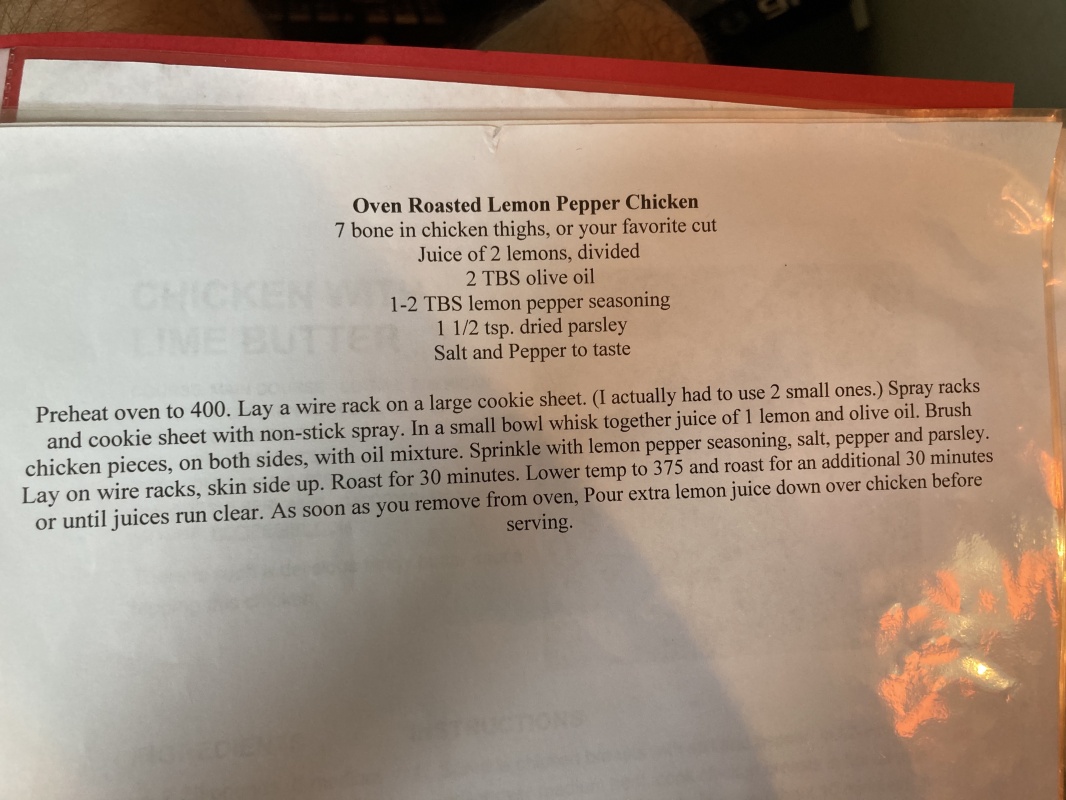 Oven Roasted Lemon Pepper Chicken
7 bone in chicken thighs, or your favorite cut
Juice of 2 lemons, divided
2 TBS olive oil
1-2 TBS lemon pepper seasoning
1 1/2 tsp. dried parsley
Salt and Pepper to taste
Preheat oven to 400. Lay a wire rack on a large cookie sheet. (I actually had to use 2 small ones.) Spray racks
and cookie sheet with non-stick spray. In a small bowl whisk together juice of 1 lemon and olive oil. Brush
chicken pieces, on both sides, with oil mixture. Sprinkle with lemon pepper seasoning, salt, pepper and parsley.
Lay on wire racks, skin side up. Roast for 30 minutes. Lower temp to 375 and roast for an additional 30 minutes
or until juices run clear. As soon as you remove from oven, Pour extra lemon juice down over chicken before
serving.
CHICKEN WITH
LIME BUTTER
INSTRUCTIONS